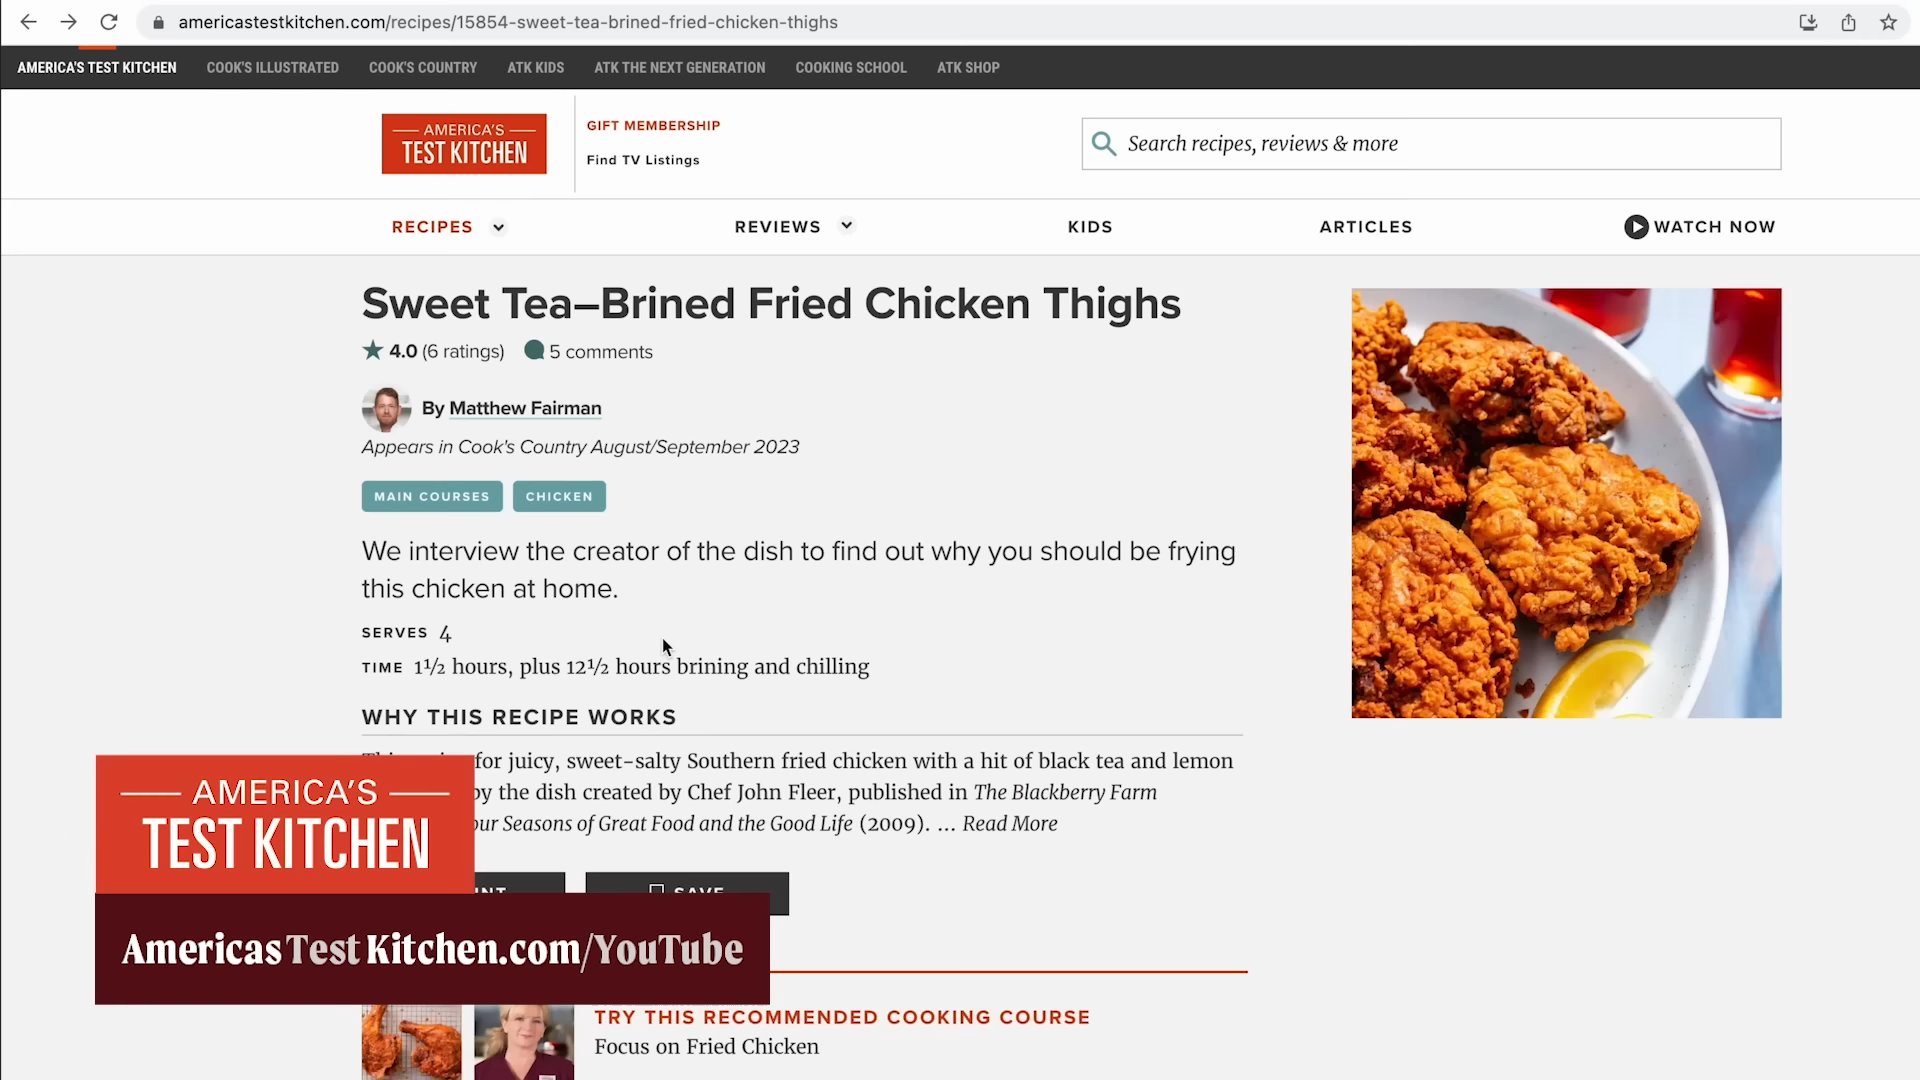 americastestkitchen.com/recipes/15854-sweet-tea-brined-fried-chicken-thighs
AMERICA'S TEST KITCHEN COOK'S ILLUSTRATED COOK'S COUNTRY ATK KIDS ATK THE NEXT GENERATION COOKING SCHOOL ATK SHOP
AMERICA'S
TEST KITCHEN
GIFT MEMBERSHIP
Find TV Listings
Search recipes, reviews & more
RECIPES REVIEWS KIDS ARTICLES WATCH NOW
Sweet Tea–Brined Fried Chicken Thighs
4.0 (6 ratings) 5 comments
By Matthew Fairman
Appears in Cook's Country August/September 2023
MAIN COURSES CHICKEN
We interview the creator of the dish to find out why you should be frying
this chicken at home.
SERVES 4
TIME 1½ hours, plus 12½ hours brining and chilling
WHY THIS RECIPE WORKS
for juicy, sweet-salty Southern fried chicken with a hit of black tea and lemon
by the dish created by Chef John Fleer, published in The Blackberry Farm
Seasons of Great Food and the Good Life (2009). ... Read More
SAVE
AMERICA'S
TEST KITCHEN
AmericasTestKitchen.com/YouTube
TRY THIS RECOMMENDED COOKING COURSE
Focus on Fried Chicken